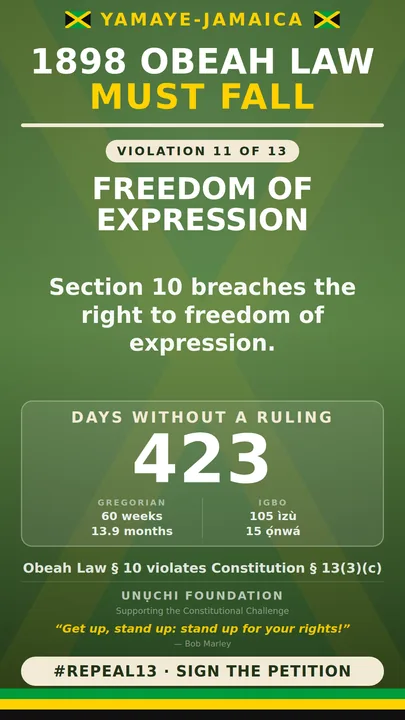 YAMAYE-JAMAICA
1898 OBEAH LAW
MUST FALL
VIOLATION 11 OF 13
FREEDOM OF
EXPRESSION
Section 10 breaches the
right to freedom of
expression.
DAYS WITHOUT A RULING
423
GREGORIAN
60 weeks
13.9 months
IGBO
105 ìzù
15 ọ́nwá
Obeah Law § 10 violates Constitution § 13(3)(c)
UNỤCHI FOUNDATION
Supporting the Constitutional Challenge
“Get up, stand up: stand up for your rights!”
— Bob Marley
#REPEAL13 · SIGN THE PETITION